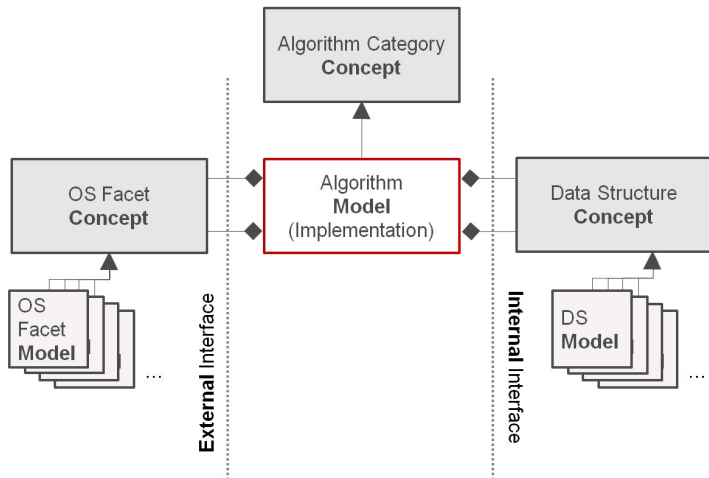 Algorithm Category
Concept
OS Facet
Concept
Algorithm
Model
(Implementation)
Data Structure
Concept
OS
Facet
Model
...
External Interface
Internal Interface
DS
Model
...